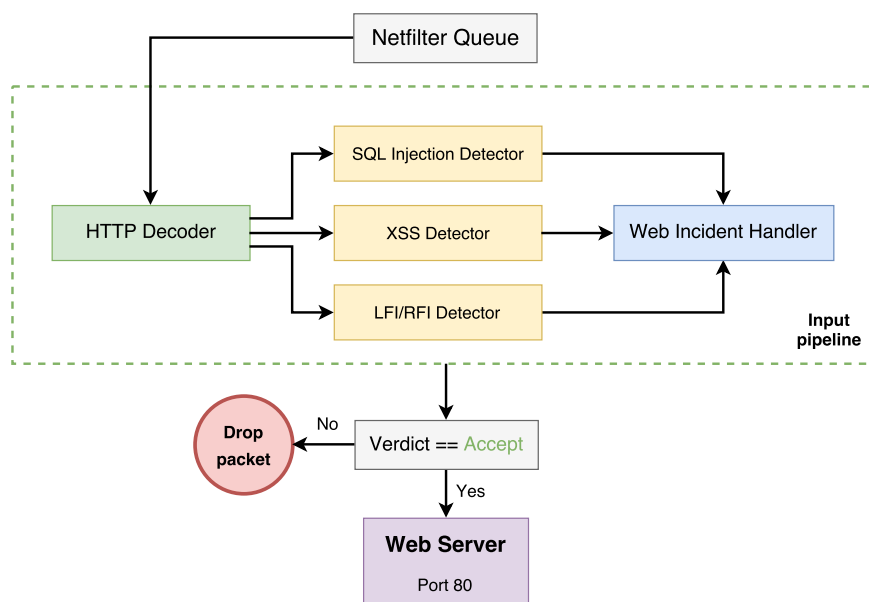 Netfilter Queue
SQL Injection Detector
HTTP Decoder
XSS Detector
Web Incident Handler
LFI/RFI Detector
Input
pipeline
No
Drop
packet
Verdict == Accept
Yes
Web Server
Port 80